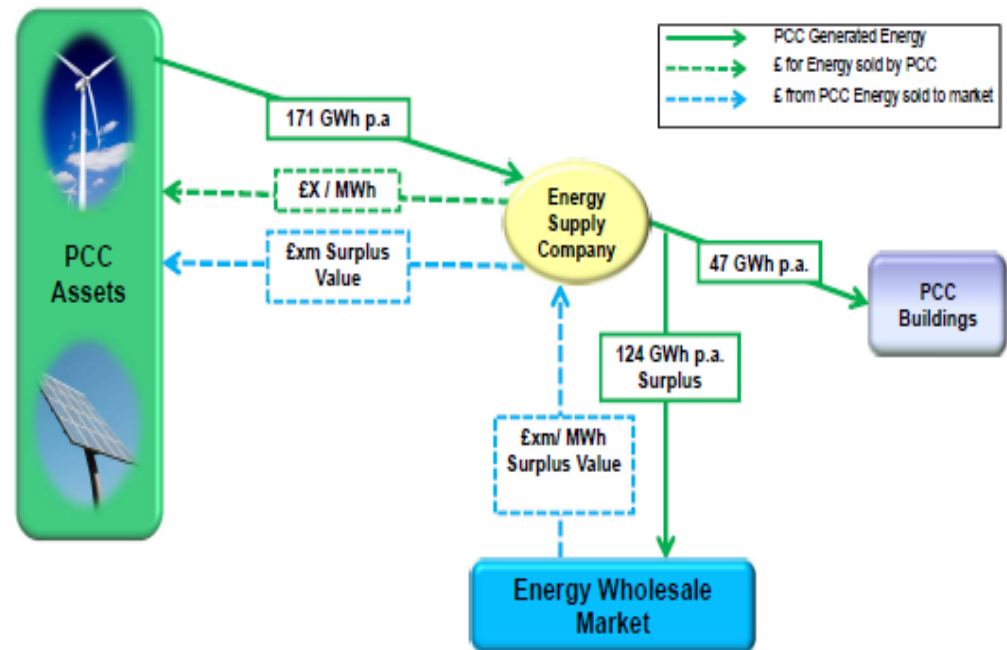 PCC Generated Energy
£ for Energy sold by PCC
£ from PCC Energy sold to market
171 GWh p.a
£X / MWh
£xm Surplus
Value
PCC
Assets
Energy
Supply
Company
47 GWh p.a.
PCC
Buildings
124 GWh p.a.
Surplus
£xm/ MWh
Surplus Value
Energy Wholesale
Market